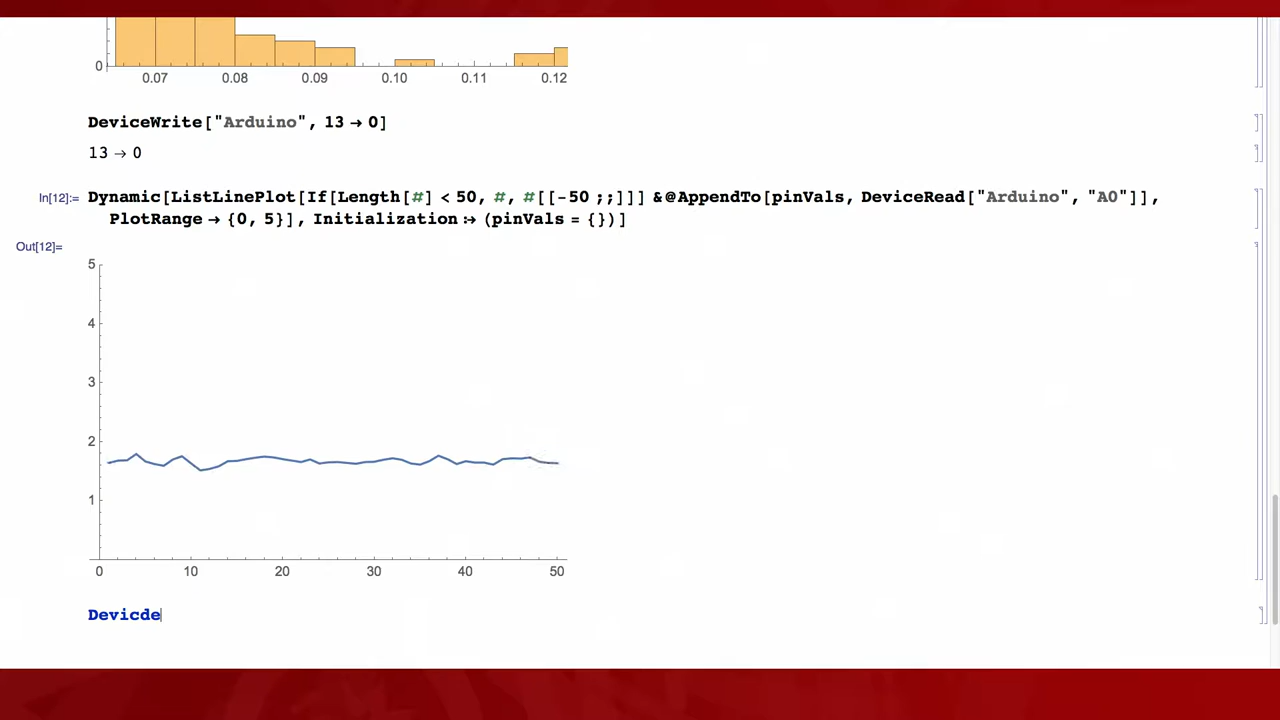 0
0.07 0.08 0.09 0.10 0.11 0.12
DeviceWrite["Arduino", 13 → 0]
13 → 0
In[12]:= Dynamic[ListLinePlot[If[Length[#] < 50, #, #[[-50 ;;]]] &@AppendTo[pinVals, DeviceRead["Arduino", "A0"]],
PlotRange → {0, 5}], Initialization :→ (pinVals = {})]
Out[12]=
5
4
3
2
1
0 10 20 30 40 50
Devicde